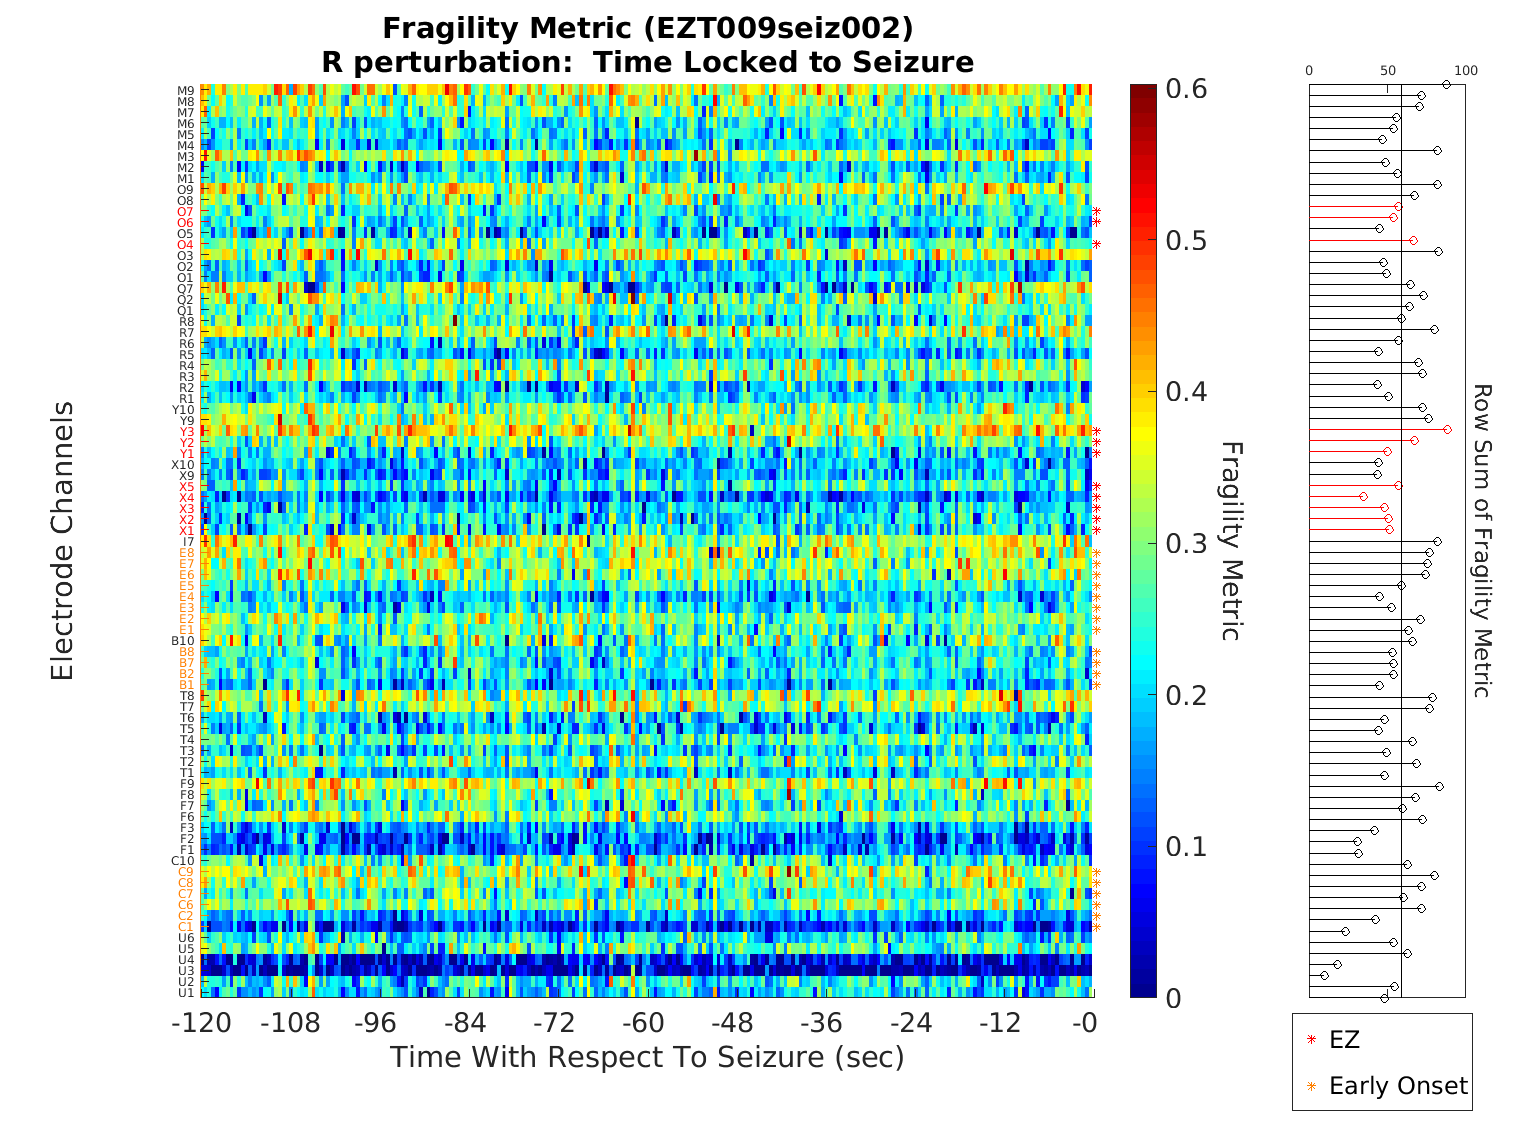 Fragility Metric (EZT009seiz002)
R perturbation:  Time Locked to Seizure
Electrode Channels
M9
M8
M7
M6
M5
M4
M3
M2
M1
O9
O8
O7
O6
O5
O4
O3
O2
O1
Q7
Q2
Q1
R8
R7
R6
R5
R4
R3
R2
R1
Y10
Y9
Y3
Y2
Y1
X10
X9
X5
X4
X3
X2
X1
I7
E8
E7
E6
E5
E4
E3
E2
E1
B10
B8
B7
B2
B1
T8
T7
T6
T5
T4
T3
T2
T1
F9
F8
F7
F6
F3
F2
F1
C10
C9
C8
C7
C6
C2
C1
U6
U5
U4
U3
U2
U1
-120 -108 -96 -84 -72 -60 -48 -36 -24 -12 -0
Time With Respect To Seizure (sec)
0.6
0.5
0.4
0.3
0.2
0.1
0
Fragility Metric
0 50 100
Row Sum of Fragility Metric
EZ
Early Onset